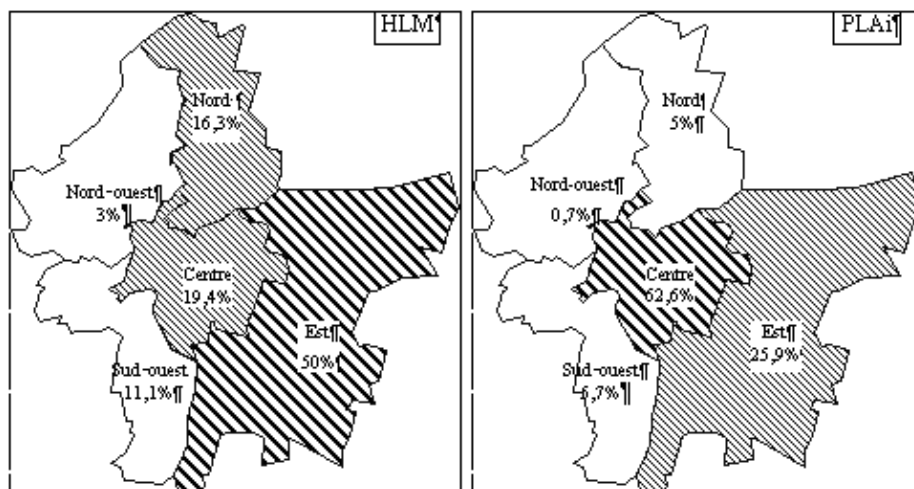 HLM¶
Nord·¶
16,3%¶
Nord-ouest¶
3%¶
Centre
19,4%¶
Est¶
50%¶
Sud-ouest
11,1%¶
PLAi¶
Nord¶
5%¶
Nord-ouest¶
0,7%¶
Centre
62,6%¶
Est¶
25,9%¶
Sud-ouest¶
5,7%¶